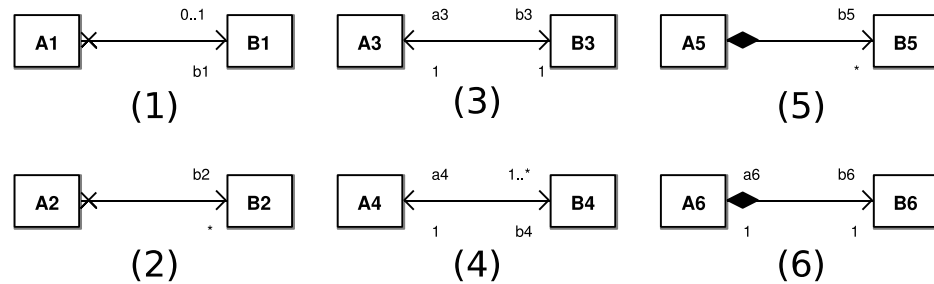 0..1 a3 b3 b5
A1 B1 A3 B3 A5 B5
b1 1 1 *
(1) (3) (5)
b2 a4 1..* a6 b6
A2 B2 A4 B4 A6 B6
* 1 b4 1 1
(2) (4) (6)